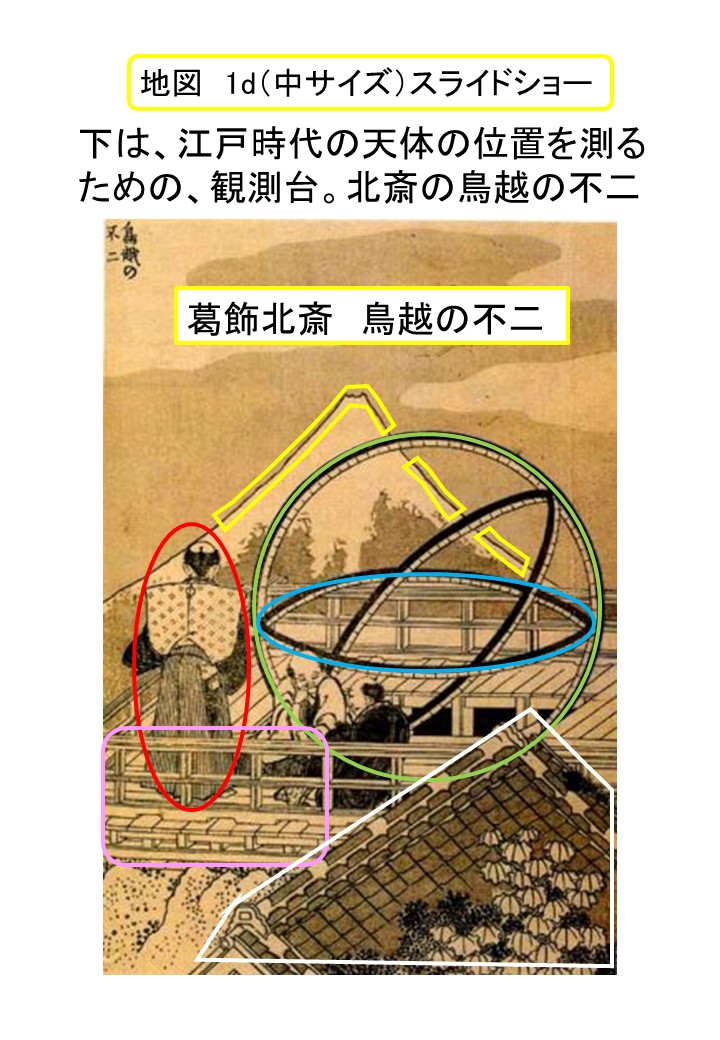 地図　1d(中サイズ)スライドショー
下は、江戸時代の天体の位置を測る
ための、観測台。北斎の鳥越の不二
鳥越の
不二
葛飾北斎　鳥越の不二